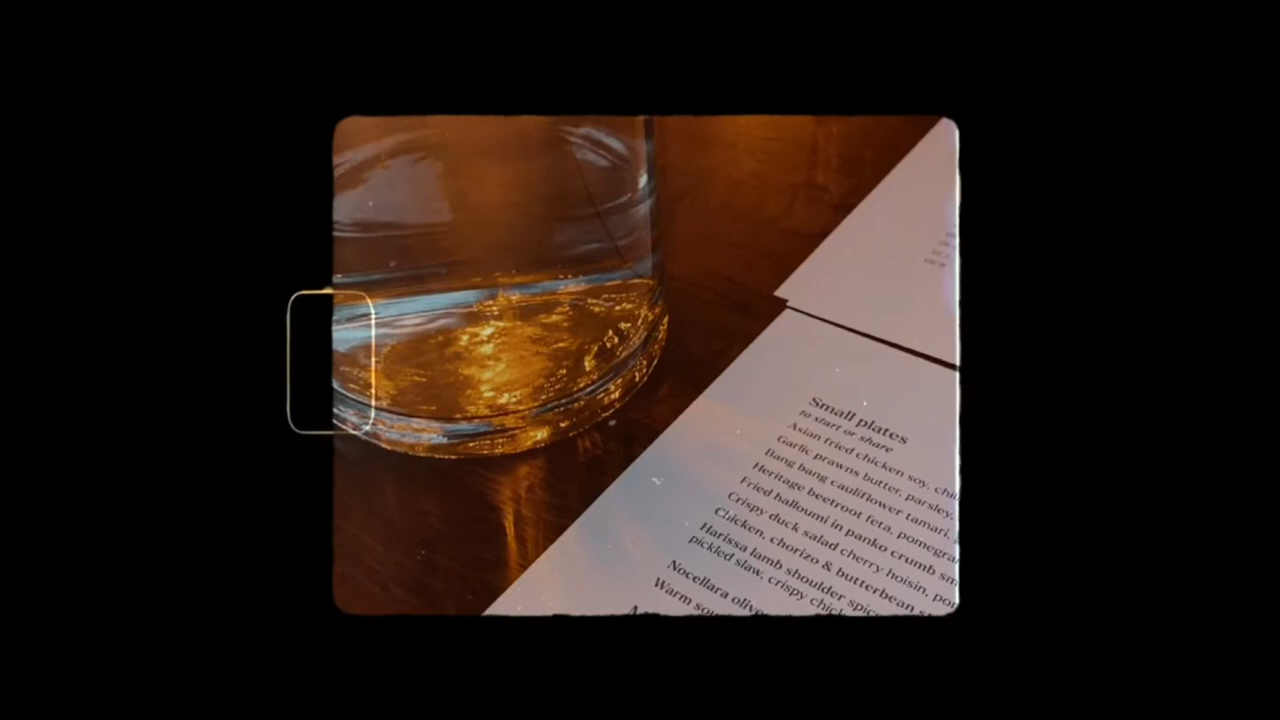 Small plates
to start or share
Asian fried chicken soy, chil
Garlic prawns butter, parsley,
Bang bang cauliflower tamari,
Heritage beetroot feta, pomegra
Fried halloumi in panko crumb sm
Crispy duck salad cherry hoisin, po
Chicken, chorizo & butterbean s
Harissa lamb shoulder spic
pickled slaw, crispy chic
Nocellara olive
Warm sou